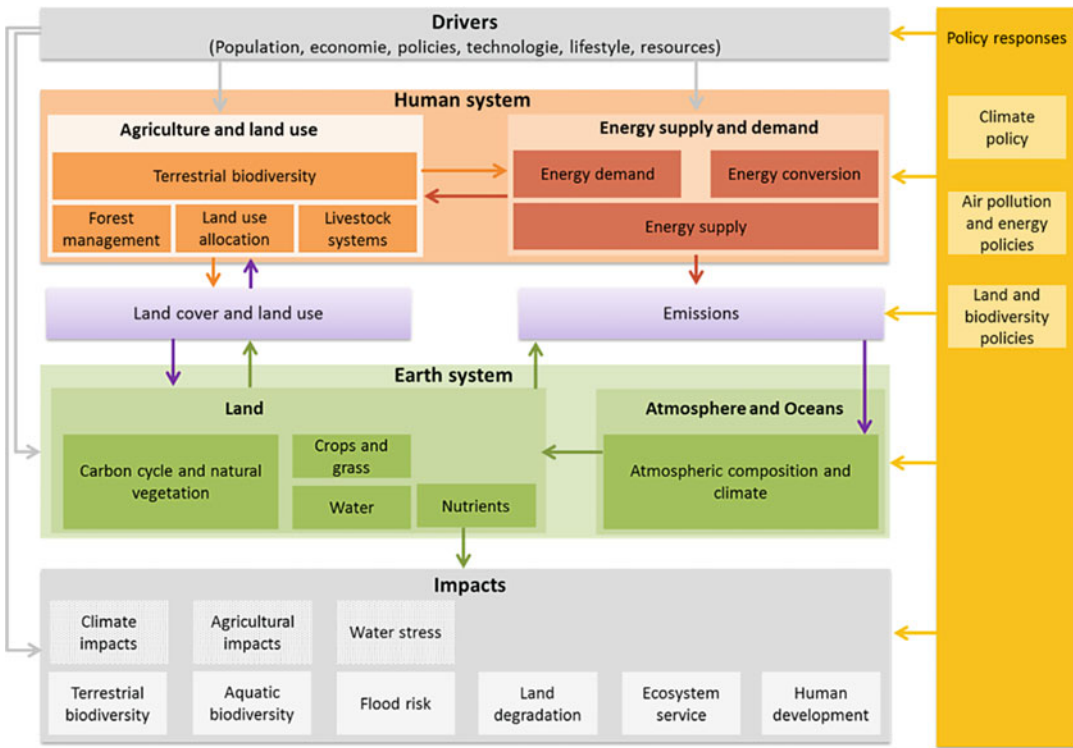 Drivers
(Population, economie, policies, technologie, lifestyle, resources)
Policy responses
Climate
policy
Air pollution
and energy
policies
Land and
biodiversity
policies
Human system
Agriculture and land use
Terrestrial biodiversity
Forest
management
Land use
allocation
Livestock
systems
Energy supply and demand
Energy demand
Energy conversion
Energy supply
Land cover and land use
Emissions
Earth system
Land
Carbon cycle and natural
vegetation
Crops and
grass
Water
Nutrients
Atmosphere and Oceans
Atmospheric composition and
climate
Impacts
Climate
impacts
Agricultural
impacts
Water stress
Terrestrial
biodiversity
Aquatic
biodiversity
Flood risk
Land
degradation
Ecosystem
service
Human
development